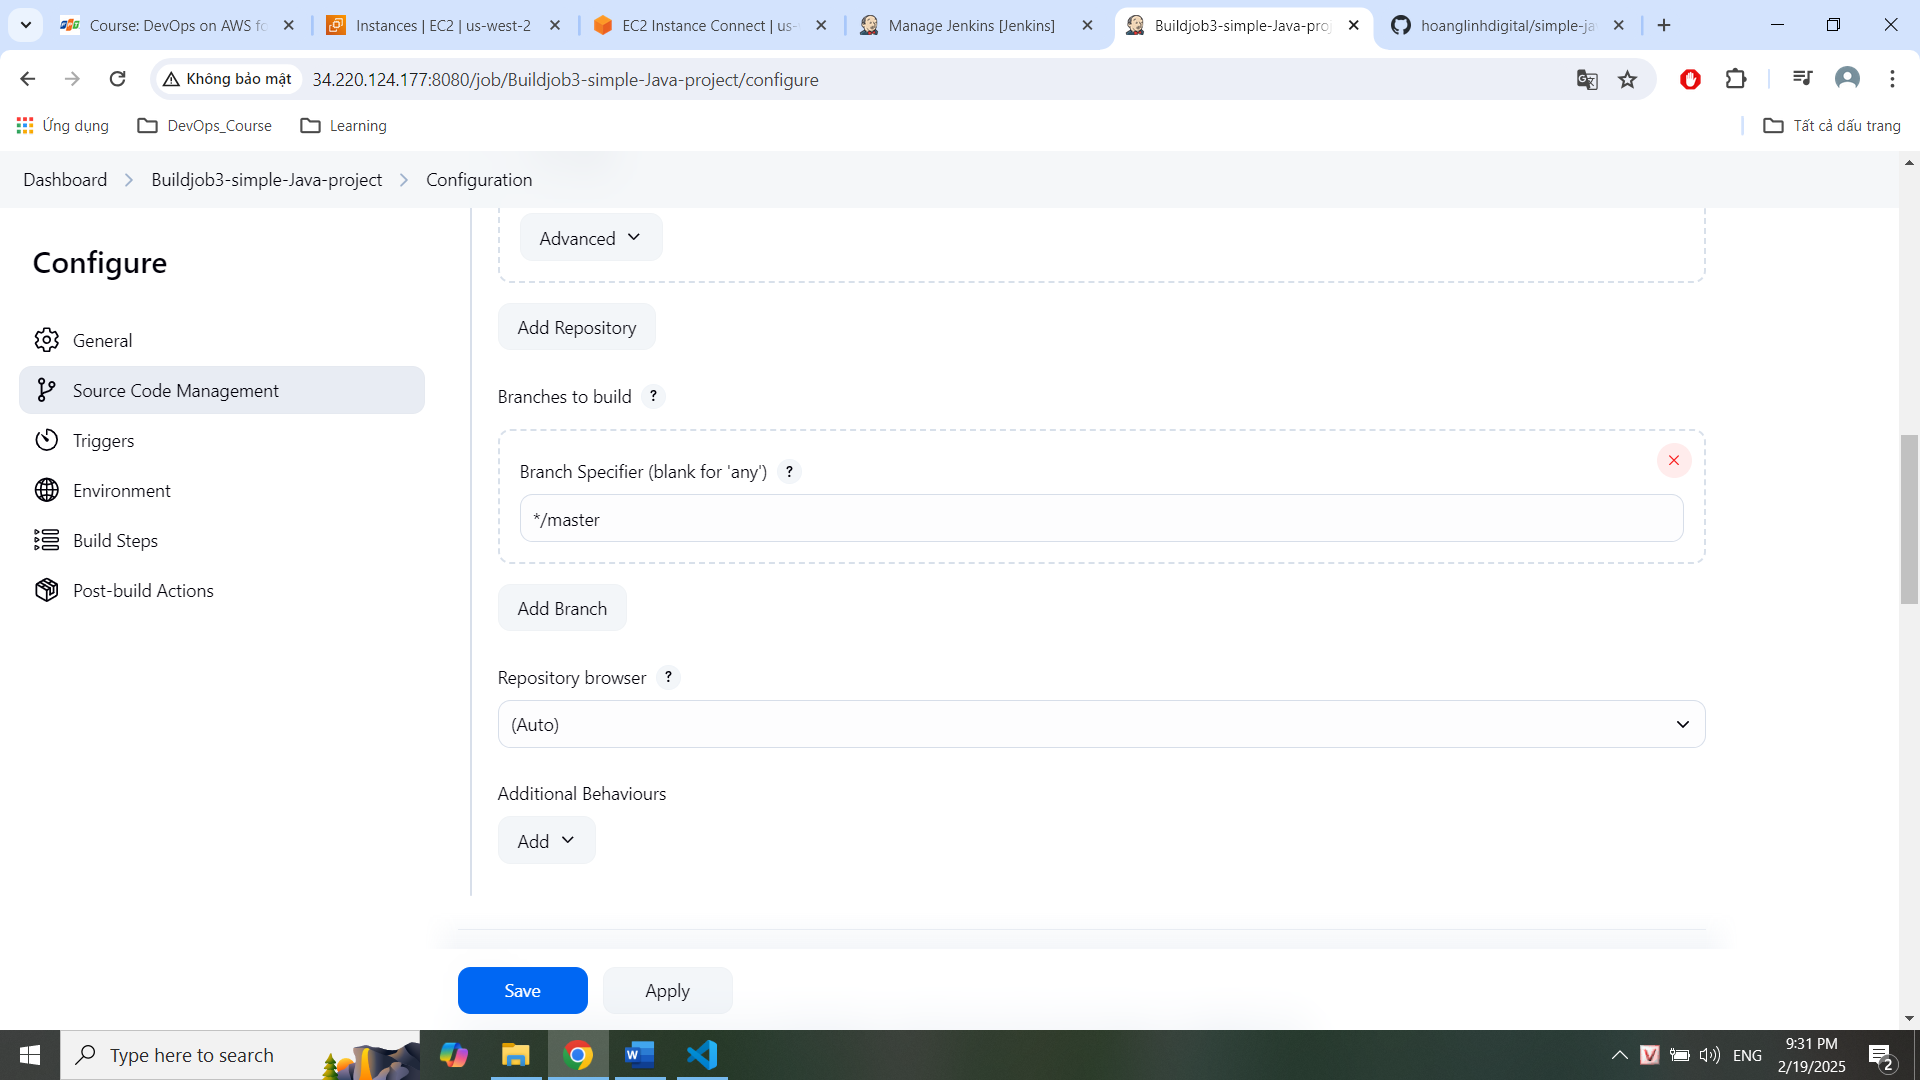 Course: DevOps on AWS fo
Instances | EC2 | us-west-2
EC2 Instance Connect | us-
Manage Jenkins [Jenkins]
Buildjob3-simple-Java-proj
hoanglinhdigital/simple-ja
Không bảo mật
34.220.124.177:8080/job/Buildjob3-simple-Java-project/configure
Ứng dụng
DevOps_Course
Learning
Tất cả dấu trang
Dashboard
Buildjob3-simple-Java-project
Configuration
Configure
General
Source Code Management
Triggers
Environment
Build Steps
Post-build Actions
Advanced
Add Repository
Branches to build ?
Branch Specifier (blank for 'any') ?
*/master
Add Branch
Repository browser ?
(Auto)
Additional Behaviours
Add
Save
Apply
Type here to search
ENG
9:31 PM
2/19/2025
2